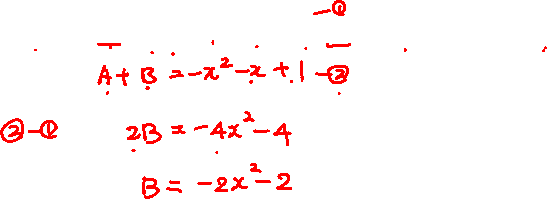 —①
A + B = -x² - x + 1 —②
②-① 2B = -4x² - 4
B = -2x² - 2